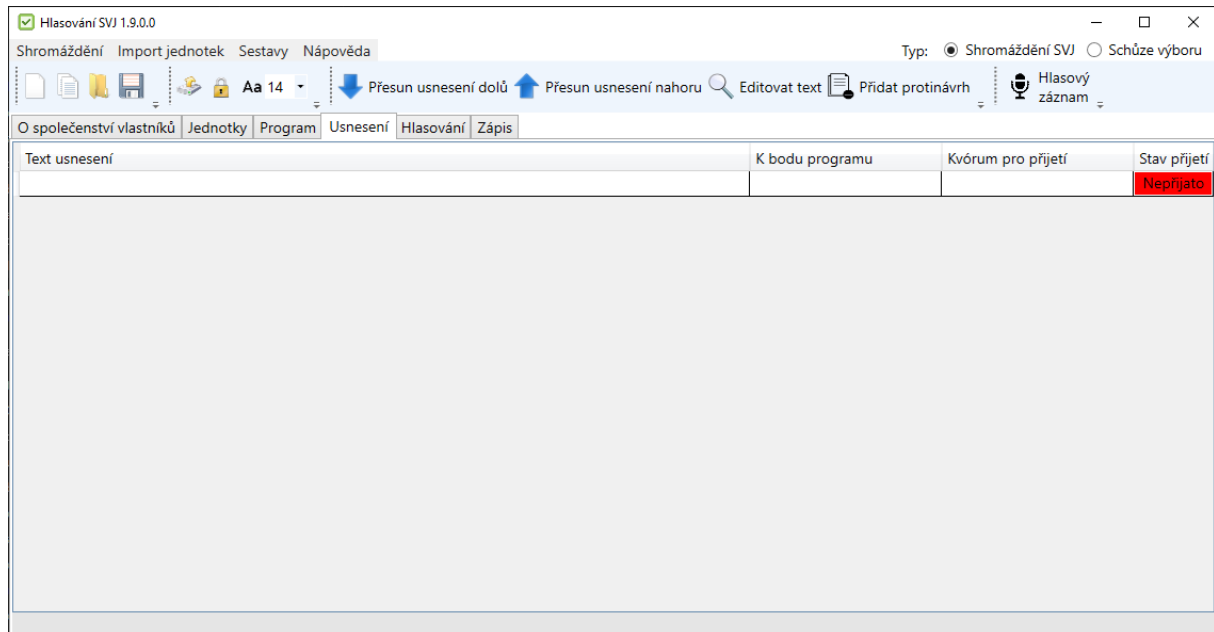 Hlasování SVJ 1.9.0.0
Shromáždění Import jednotek Sestavy Nápověda Typ: Shromáždění SVJ Schůze výboru
Aa 14 Přesun usnesení dolů Přesun usnesení nahoru Editovat text Přidat protinávrh Hlasový
záznam
O společenství vlastníků Jednotky Program Usnesení Hlasování Zápis
Text usnesení K bodu programu Kvórum pro přijetí Stav přijetí
Nepřijato